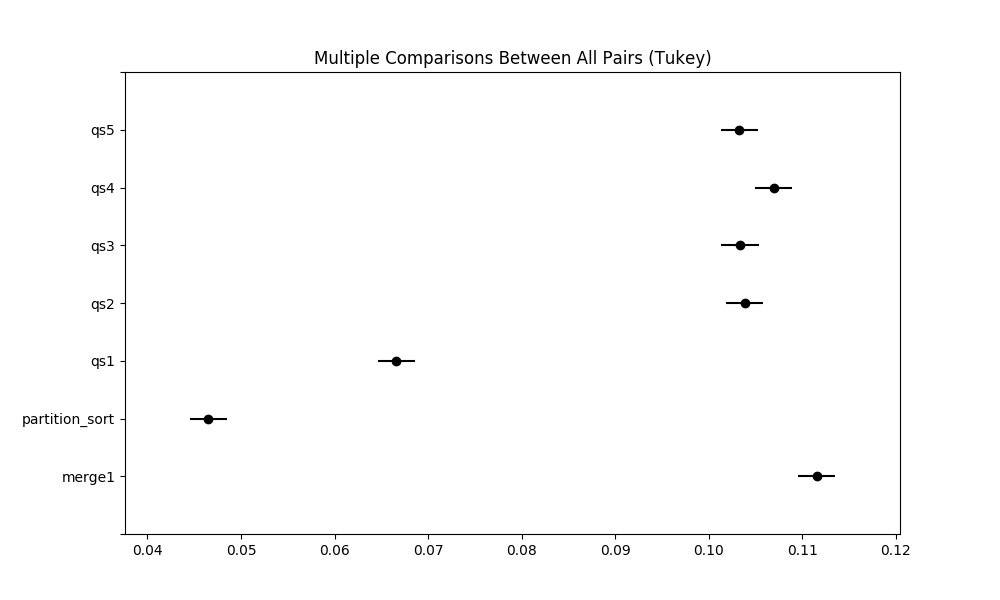 Multiple Comparisons Between All Pairs (Tukey)
qs5
qs4
qs3
qs2
qs1
partition_sort
merge1
0.04 0.05 0.06 0.07 0.08 0.09 0.10 0.11 0.12